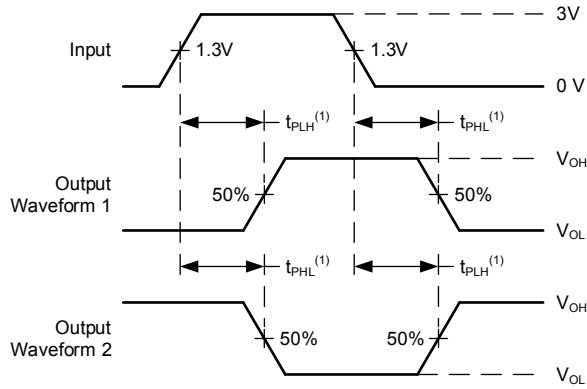 3V
Input
1.3V
1.3V
0 V
tPLH(1)
tPHL(1)
VOH
Output
Waveform 1
50%
50%
VOL
tPHL(1)
tPLH(1)
VOH
Output
Waveform 2
50%
50%
VOL